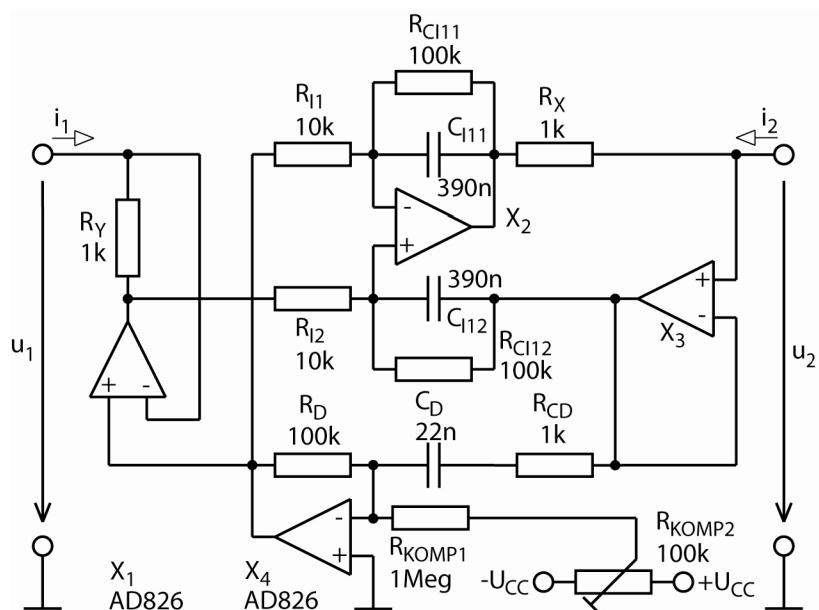 R_CI11
100k
R_I1
10k
C_I11
390n
R_X
1k
i_1
i_2
-
+
X_2
R_Y
1k
390n
C_I12
+
-
X_3
R_I2
10k
R_CI12
100k
u_1
u_2
+ -
R_D
100k
C_D
22n
R_CD
1k
-
+
R_KOMP1
1Meg
R_KOMP2
100k
-U_CC
+U_CC
X_1
AD826
X_4
AD826